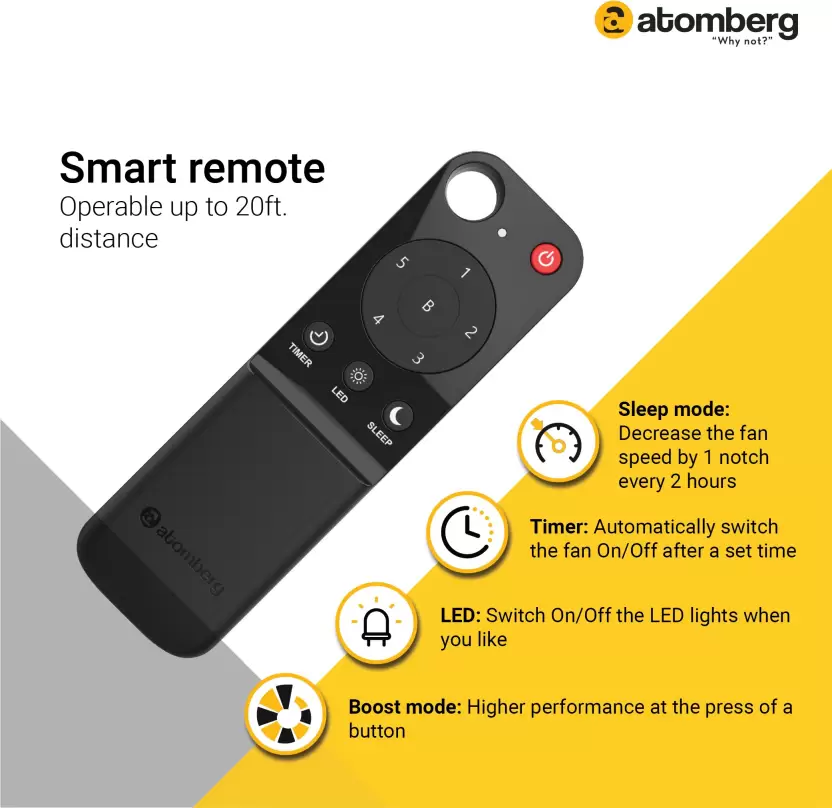 atomberg
"Why not?"
Smart remote
Operable up to 20ft.
distance
5
1
B
4
2
3
TIMER
LED
SLEEP
atomberg
Sleep mode:
Decrease the fan
speed by 1 notch
every 2 hours
Timer: Automatically switch
the fan On/Off after a set time
LED: Switch On/Off the LED lights when
you like
Boost mode: Higher performance at the press of a
button